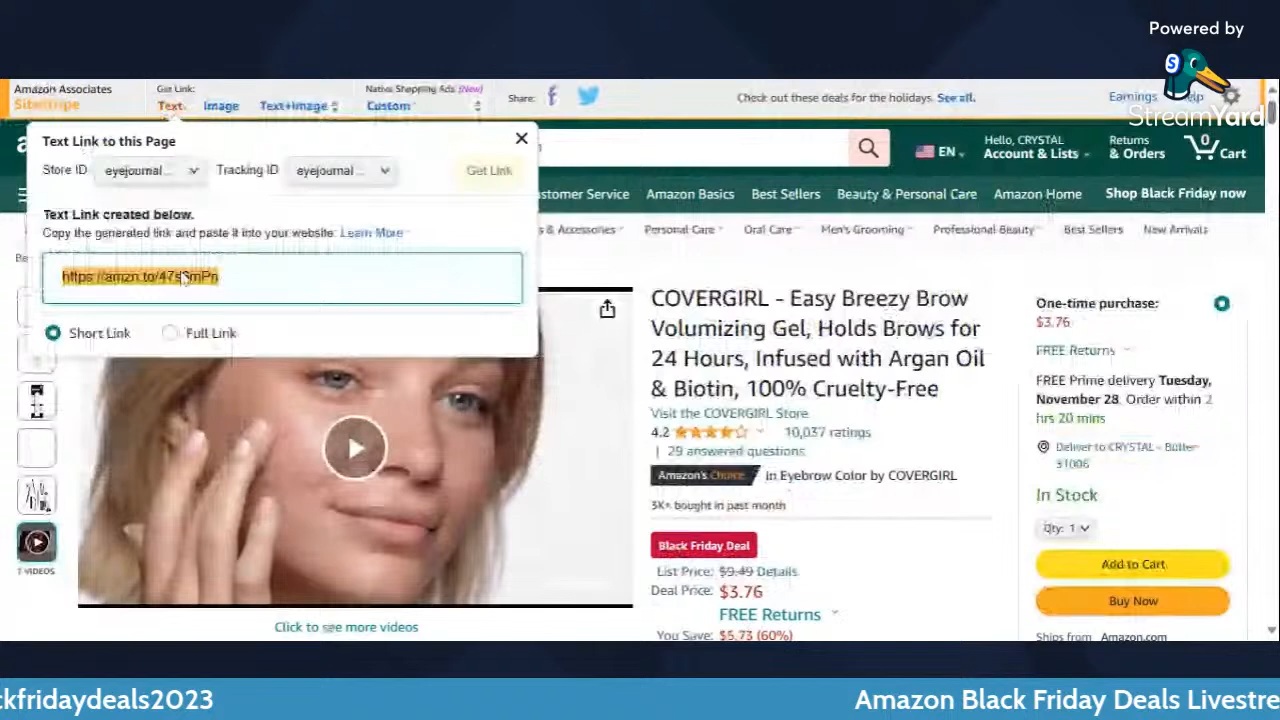 Powered by
StreamYard
Amazon Associates
Sitestripe
Get Link:
Text
Image
Text+Image
Native Shopping Ads (New)
Custom
Share:
Check out these deals for the holidays. See all.
Earnings
Help
Text Link to this Page
Store ID
eyejournal...
Tracking ID
eyejournal...
Get Link
Text Link created below.
Copy the generated link and paste it into your website. Learn More
Short Link
Full Link
EN
Hello, CRYSTAL
Account & Lists
Returns
& Orders
0
Cart
ustomer Service
Amazon Basics
Best Sellers
Beauty & Personal Care
Amazon Home
Shop Black Friday now
s & Accessories
Personal Care
Oral Care
Men's Grooming
Professional Beauty
Best Sellers
New Arrivals
7 VIDEOS
Click to see more videos
COVERGIRL - Easy Breezy Brow
Volumizing Gel, Holds Brows for
24 Hours, Infused with Argan Oil
& Biotin, 100% Cruelty-Free
Visit the COVERGIRL Store
4.2
10,037 ratings
| 29 answered questions
Amazon's Choice in Eyebrow Color by COVERGIRL
3K+ bought in past month
Black Friday Deal
List Price: $9.49 Details
Deal Price: $3.76
FREE Returns
You Save: $5.73 (60%)
One-time purchase:
$3.76
FREE Returns
FREE Prime delivery Tuesday,
November 28. Order within 2
hrs 20 mins
Deliver to CRYSTAL - Butler
31006
In Stock
Qty: 1
Add to Cart
Buy Now
Ships from Amazon.com
ckfridaydeals2023
Amazon Black Friday Deals Livestre